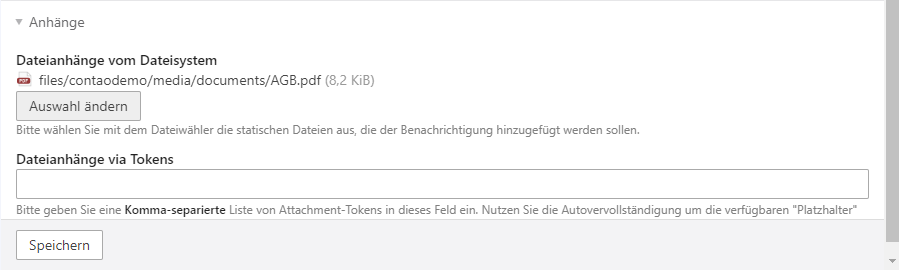 Anhänge
Dateianhänge vom Dateisystem
PDF files/contaodemo/media/documents/AGB.pdf (8,2 KiB)
Auswahl ändern
Bitte wählen Sie mit dem Dateiwähler die statischen Dateien aus, die der Benachrichtigung hinzugefügt werden sollen.
Dateianhänge via Tokens
Bitte geben Sie eine Komma-separierte Liste von Attachment-Tokens in dieses Feld ein. Nutzen Sie die Autovervollständigung um die verfügbaren "Platzhalter"
Speichern